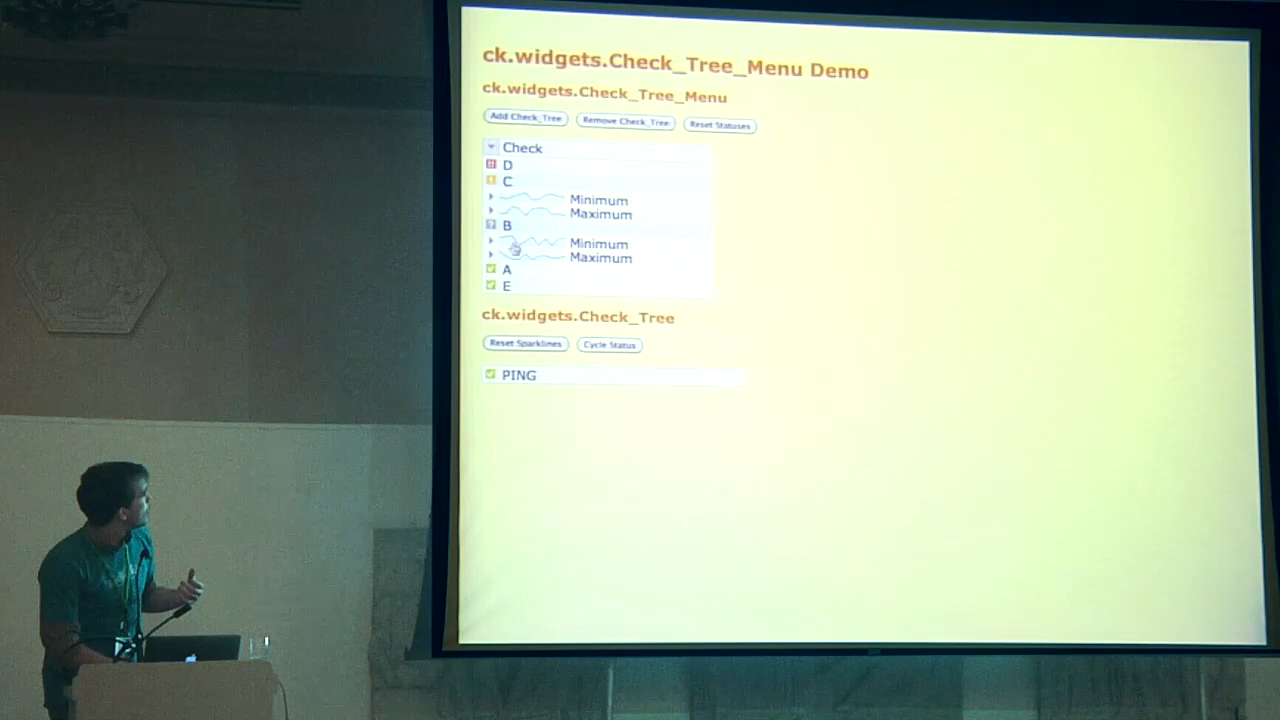 ck.widgets.Check_Tree_Menu Demo
ck.widgets.Check_Tree_Menu
Add Check_Tree Remove Check_Tree Reset Statuses
Check
D
C
Minimum
Maximum
B
Minimum
Maximum
A
E
ck.widgets.Check_Tree
Reset Sparklines Cycle Status
PING